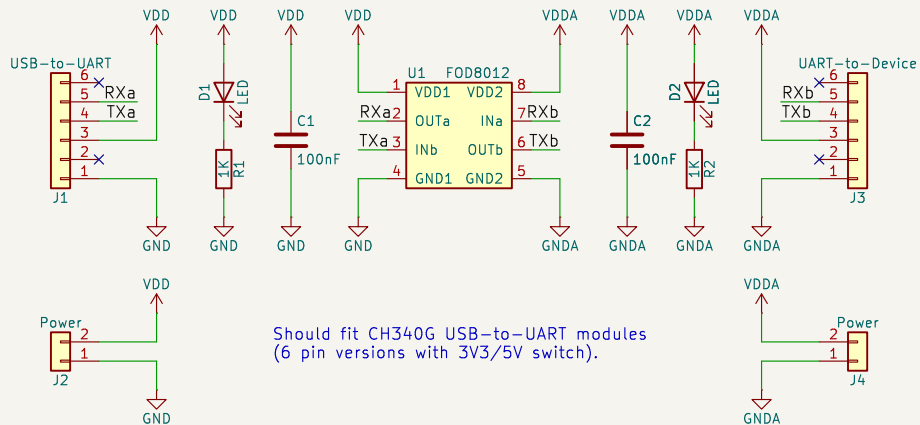 VDD VDD VDD VDD VDDA VDDA VDDA VDDA
USB-to-UART U1 FOD8012 UART-to-Device
6 D1 LED 1 VDD1 VDD2 8 D2 LED 6
5 RXa RXb 5
4 TXa C1 RXa 2 OUTa INa 7 RXb C2 TXb 4
3 TXa 3 INb OUTb 6 TXb 3
2 1K R1 100nF 100nF 1K R2 2
1 4 GND1 GND2 5 1
J1 J3
GND GND GND GND GNDA GNDA GNDA GNDA
VDD VDDA
Power Power
2 Should fit CH340G USB-to-UART modules 2
1 (6 pin versions with 3V3/5V switch). 1
J2 J4
GND GNDA